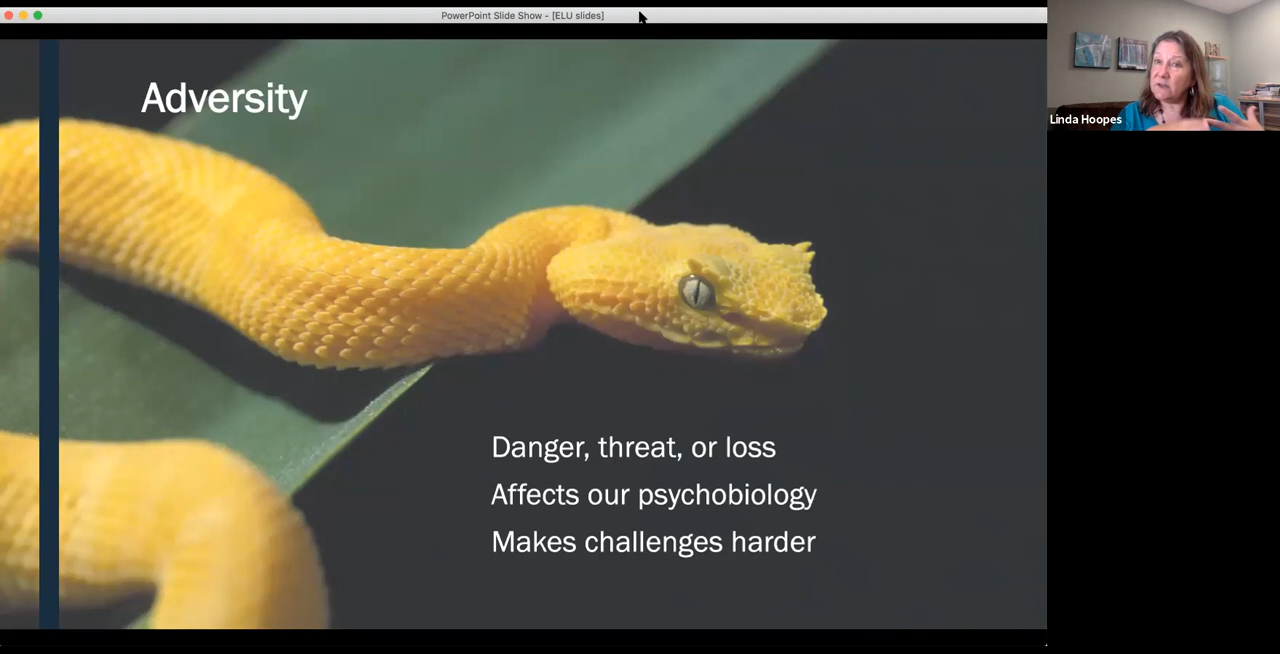 PowerPoint Slide Show - [ELU slides]
Adversity
Linda Hoopes
Danger, threat, or loss
Affects our psychobiology
Makes challenges harder